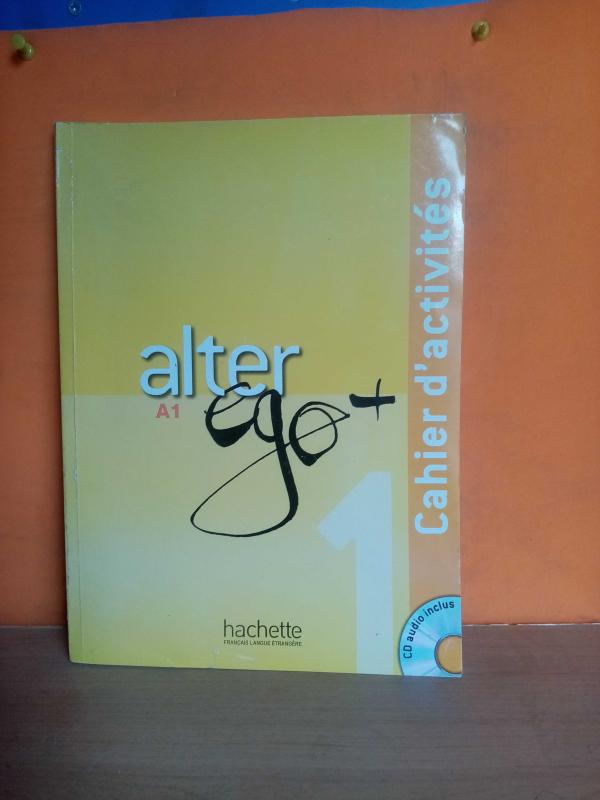 alter
ego+
A1
1
Cahier d'activités
CD audio inclus
hachette
FRANÇAIS LANGUE ÉTRANGÈRE